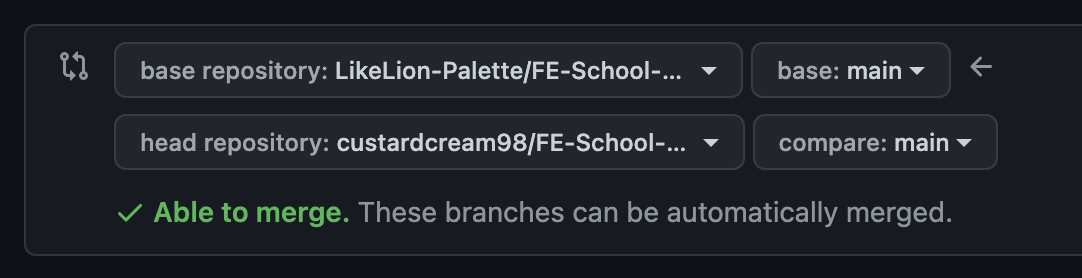 base repository: LikeLion-Palette/FE-School-... base: main
head repository: custardcream98/FE-School-... compare: main
Able to merge. These branches can be automatically merged.